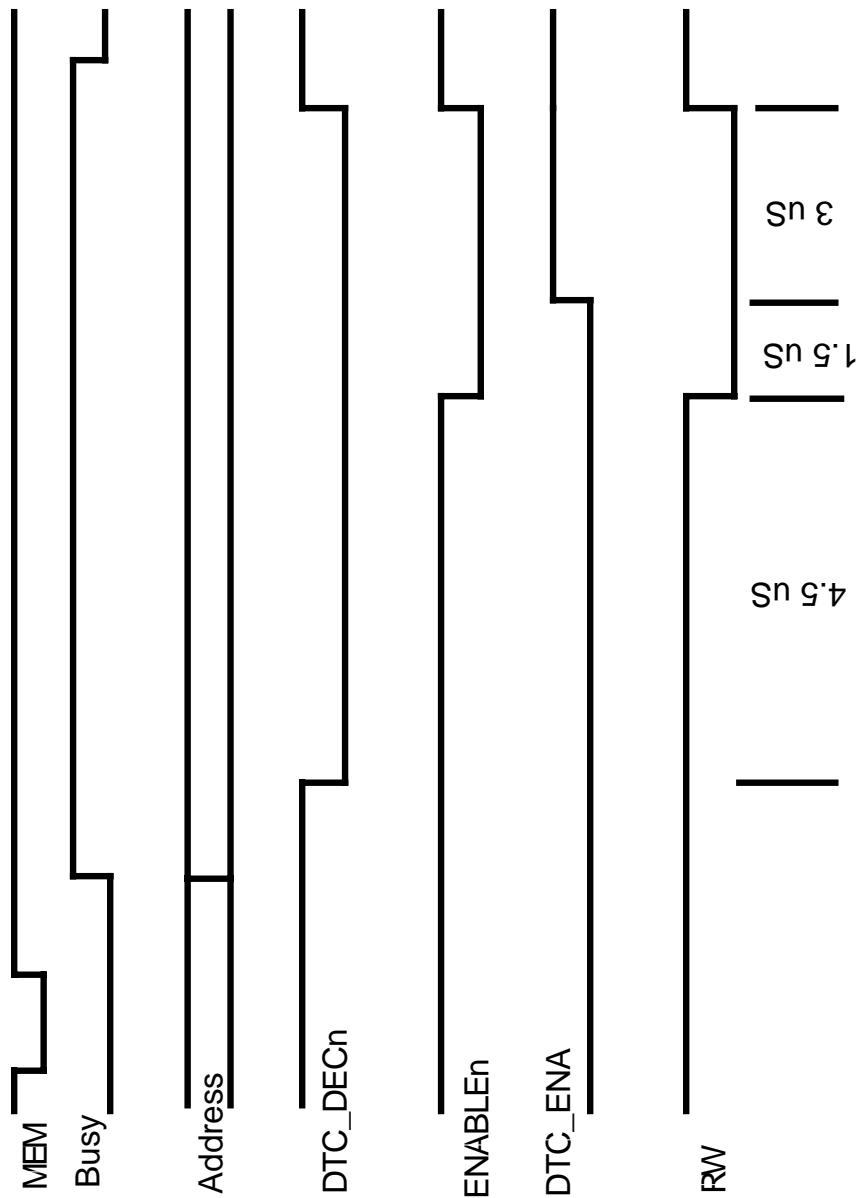 MEM
Busy
Address
DTC_DECn
ENABLEn
DTC_ENA
RW
4.5 uS
1.5 uS
3 uS